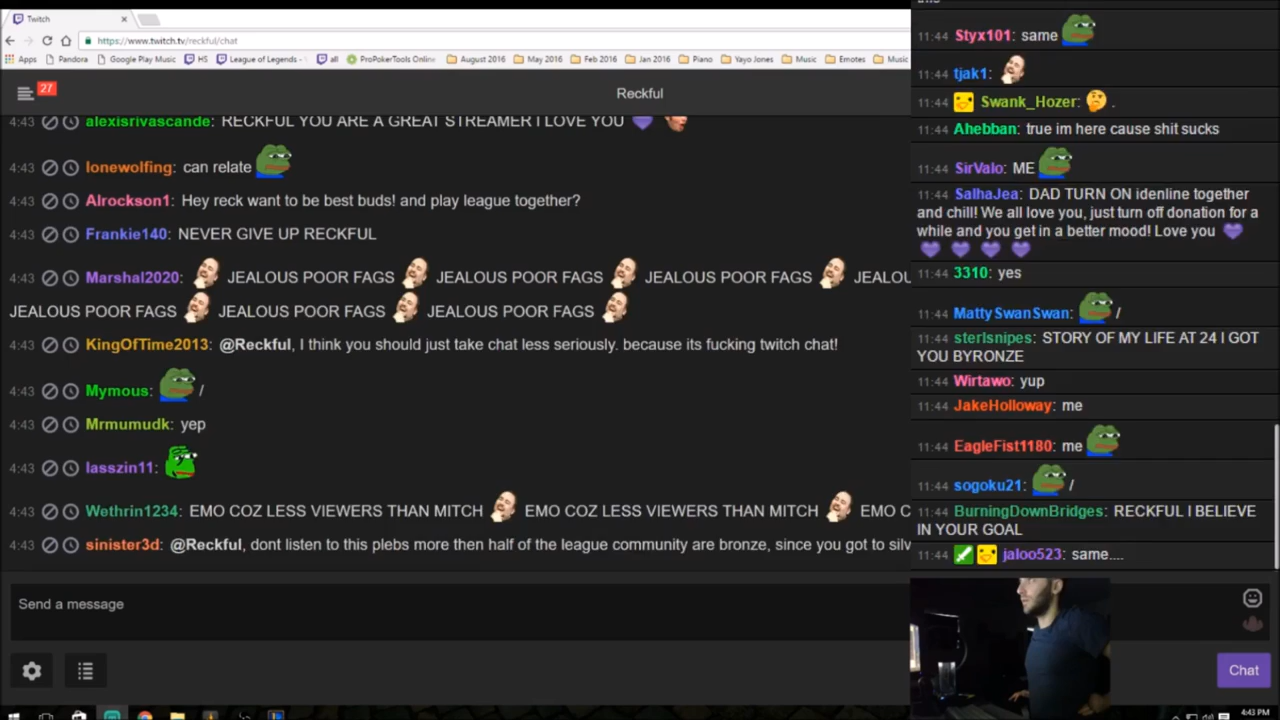 Twitch
https://www.twitch.tv/reckful/chat
Apps Pandora Google Play Music HS League of Legends - all ProPokerTools Online August 2016 May 2016 Feb 2016 Jan 2016 Piano Yayo Jones Music Emotes Music
27
Reckful
4:43 alexisrivascande: RECKFUL YOU ARE A GREAT STREAMER I LOVE YOU
4:43 lonewolfing: can relate
4:43 Alrockson1: Hey reck want to be best buds! and play league together?
4:43 Frankie140: NEVER GIVE UP RECKFUL
4:43 Marshal2020: JEALOUS POOR FAGS JEALOUS POOR FAGS JEALOUS POOR FAGS JEALOU
JEALOUS POOR FAGS JEALOUS POOR FAGS JEALOUS POOR FAGS
4:43 KingOfTime2013: @Reckful, I think you should just take chat less seriously. because its fucking twitch chat!
4:43 Mymous: /
4:43 Mrmumudk: yep
4:43 lasszin11:
4:43 Wethrin1234: EMO COZ LESS VIEWERS THAN MITCH EMO COZ LESS VIEWERS THAN MITCH EMO C
4:43 sinister3d: @Reckful, dont listen to this plebs more then half of the league community are bronze, since you got to silv
Send a message
11:44 Styx101: same
11:44 tjak1:
11:44 Swank_Hozer: .
11:44 Ahebban: true im here cause shit sucks
11:44 SirValo: ME
11:44 SalhaJea: DAD TURN ON idenline together
and chill! We all love you, just turn off donation for a
while and you get in a better mood! Love you
11:44 3310: yes
11:44 MattySwanSwan: /
11:44 sterlsnipes: STORY OF MY LIFE AT 24 I GOT
YOU BYRONZE
11:44 Wirtawo: yup
11:44 JakeHolloway: me
11:44 EagleFist1180: me
11:44 sogoku21: /
11:44 BurningDownBridges: RECKFUL I BELIEVE
IN YOUR GOAL
11:44 jaloo523: same....
Chat
4:43 PM